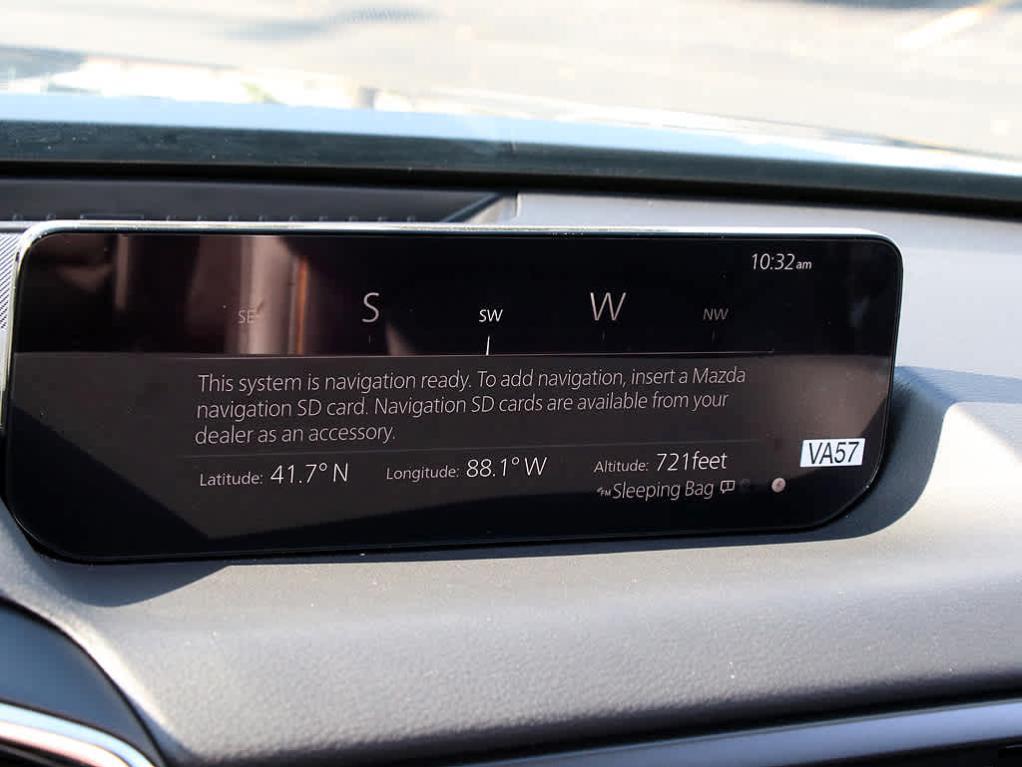 10:32am
SE S SW W NW
This system is navigation ready. To add navigation, insert a Mazda
navigation SD card. Navigation SD cards are available from your
dealer as an accessory.
Latitude: 41.7° N Longitude: 88.1° W Altitude: 721feet
VA57
FM Sleeping Bag